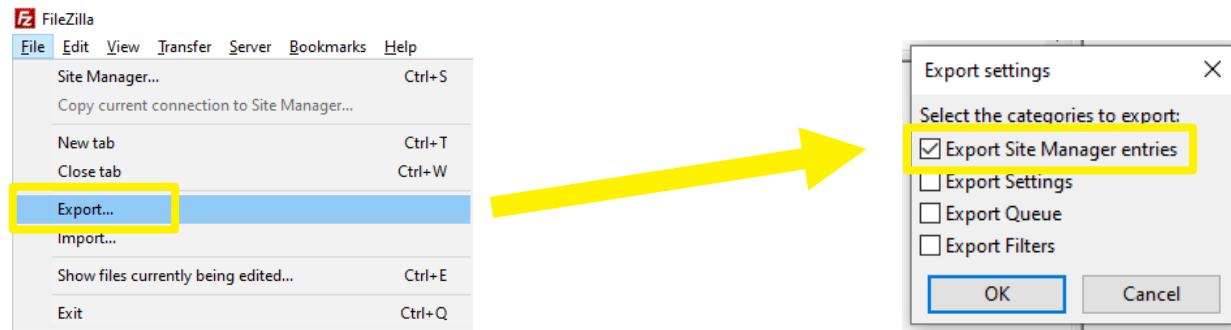 FileZilla
File Edit View Transfer Server Bookmarks Help
Site Manager... Ctrl+S
Copy current connection to Site Manager...
New tab Ctrl+T
Close tab Ctrl+W
Export...
Import...
Show files currently being edited... Ctrl+E
Exit Ctrl+Q
Export settings
Select the categories to export:
Export Site Manager entries
Export Settings
Export Queue
Export Filters
OK Cancel